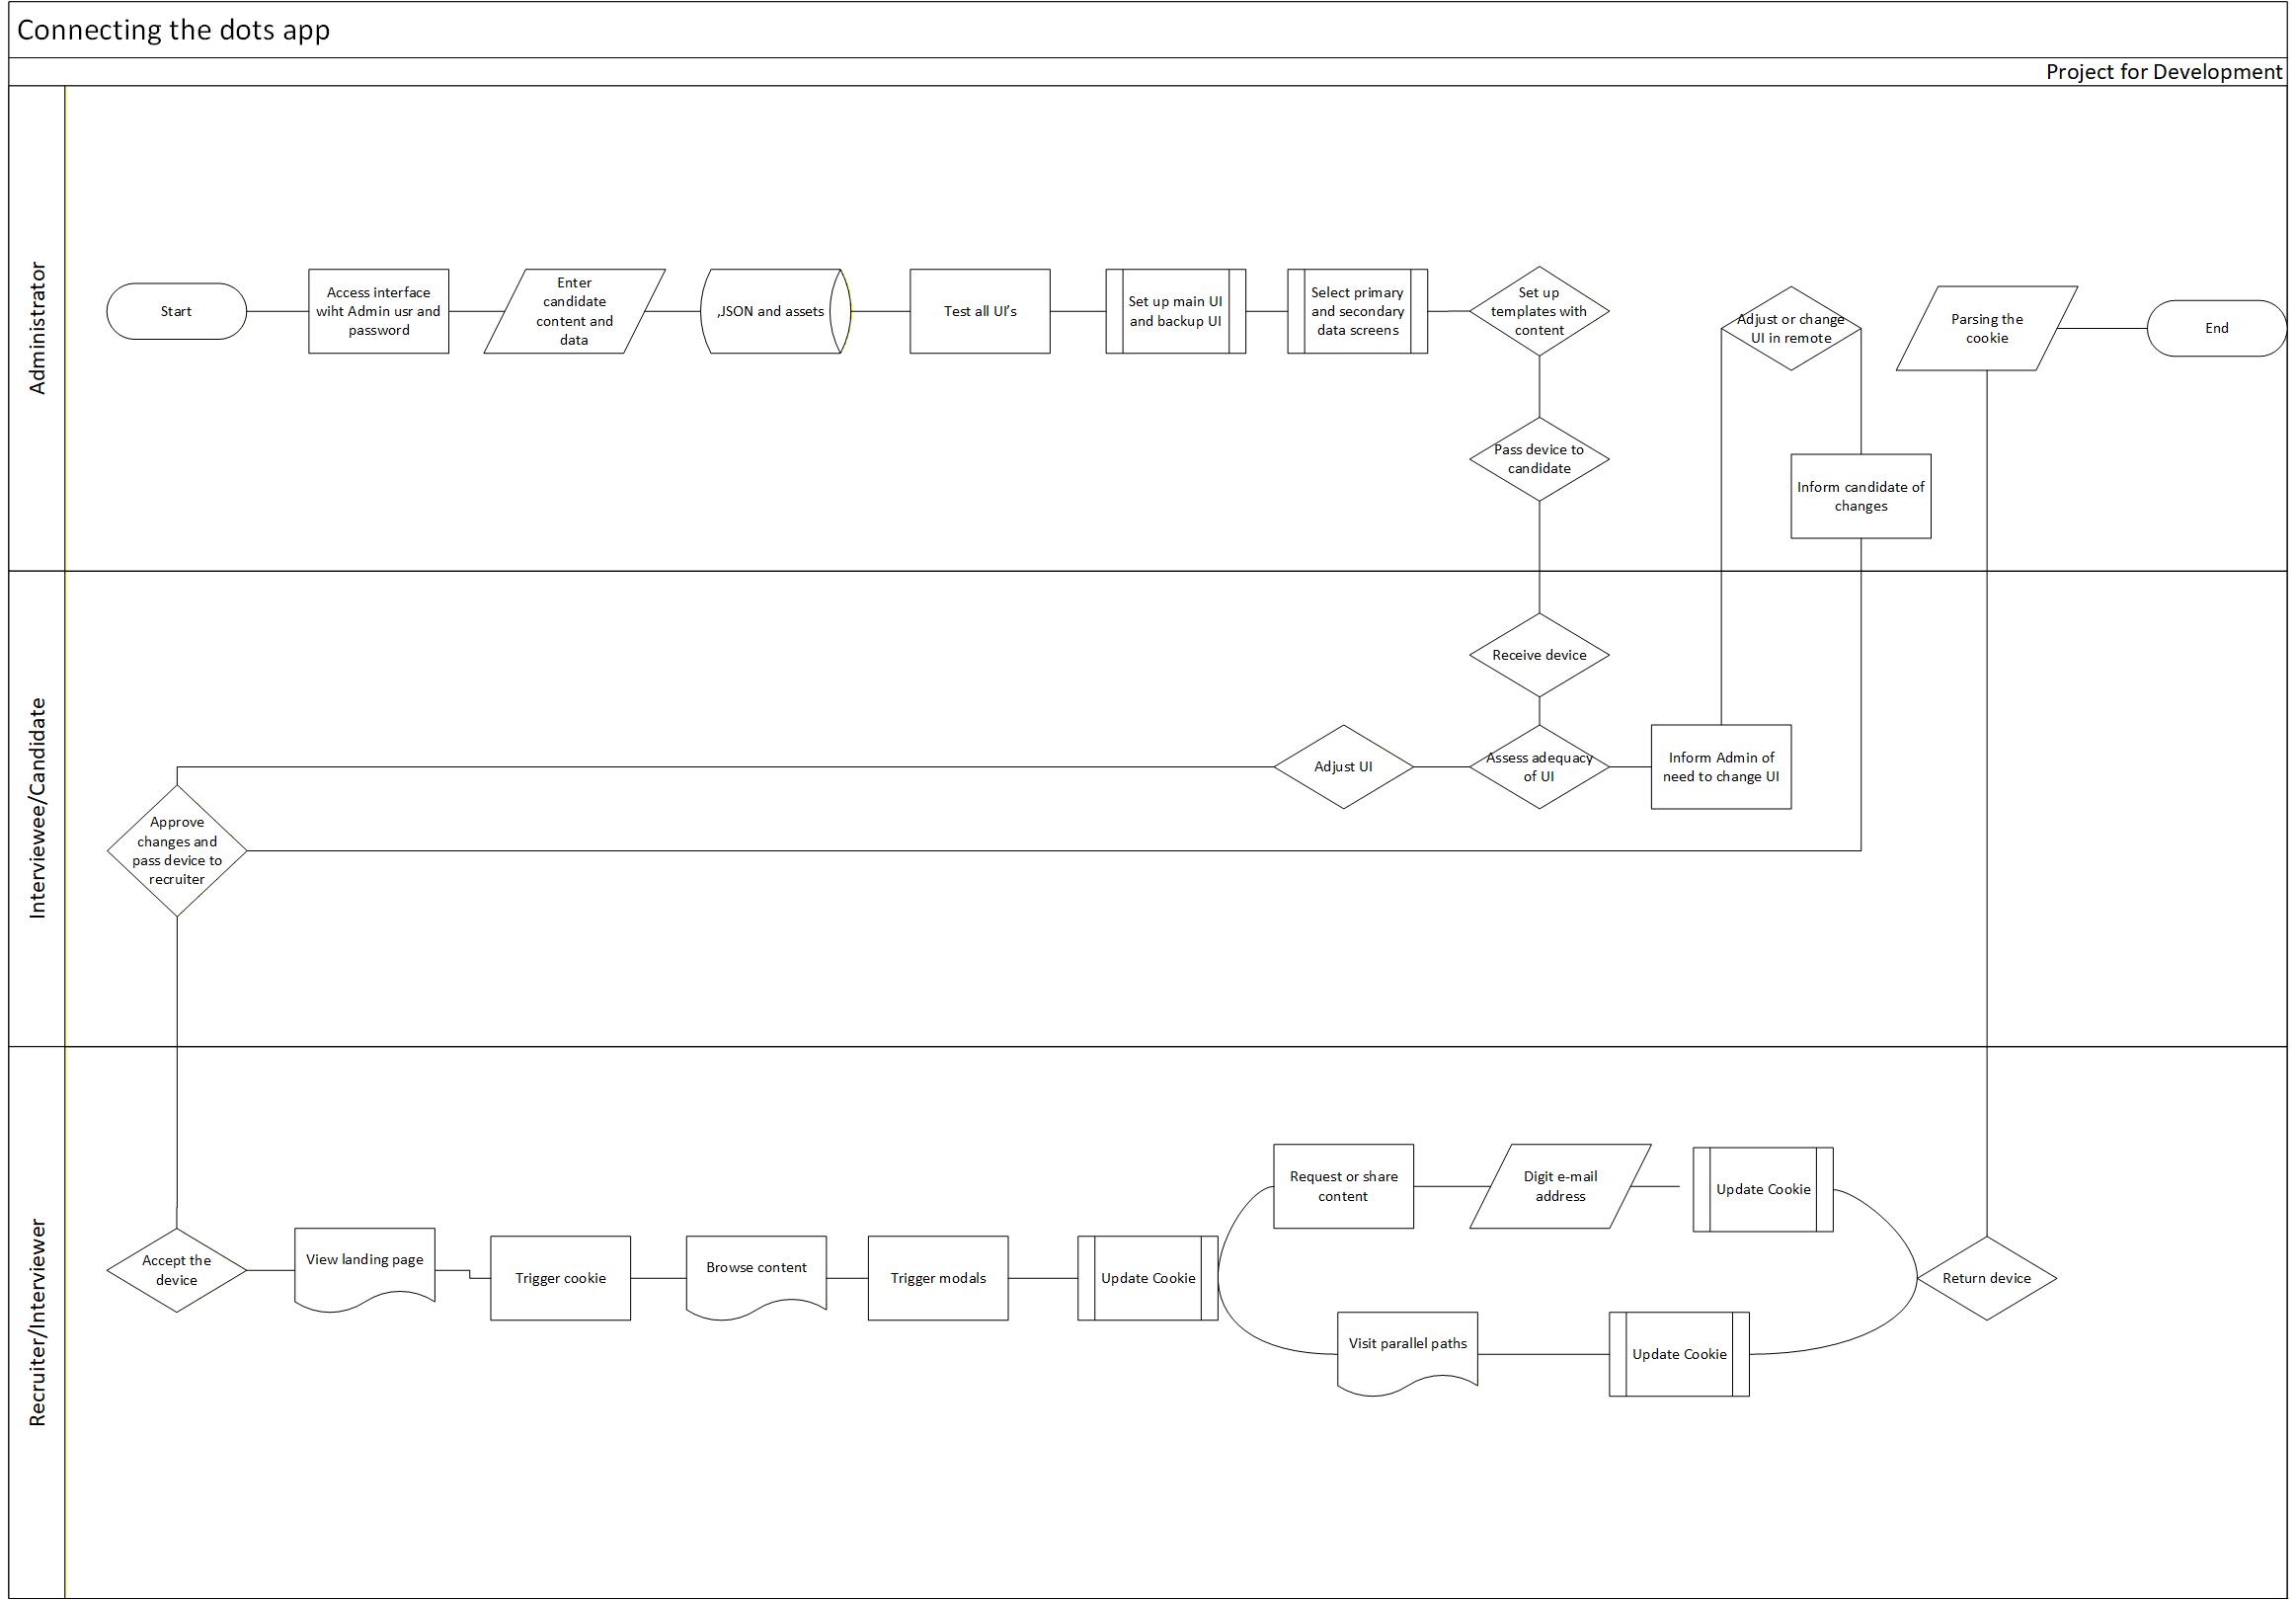 Connecting the dots app
Project for Development
Administrator
Start
Access interface
wiht Admin usr and
password
Enter
candidate
content and
data
,JSON and assets
Test all UI's
Set up main UI
and backup UI
Select primary
and secondary
data screens
Set up
templates with
content
Adjust or change
UI in remote
Parsing the
cookie
End
Pass device to
candidate
Inform candidate of
changes
Interviewee/Candidate
Receive device
Adjust UI
Assess adequacy
of UI
Inform Admin of
need to change UI
Approve
changes and
pass device to
recruiter
Recruiter/Interviewer
Accept the
device
View landing page
Trigger cookie
Browse content
Trigger modals
Update Cookie
Request or share
content
Digit e-mail
address
Update Cookie
Visit parallel paths
Update Cookie
Return device